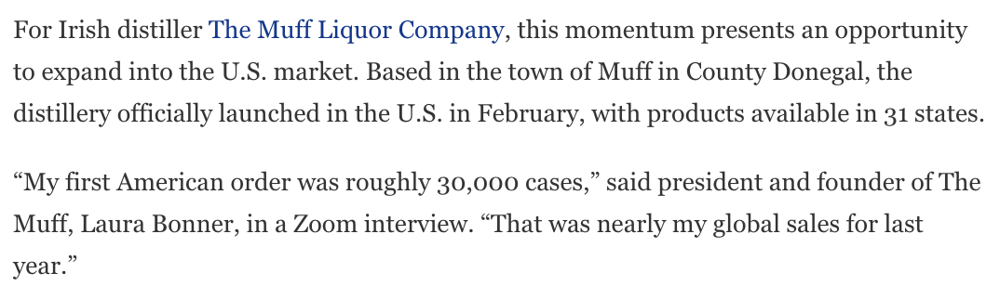 For Irish distiller The Muff Liquor Company, this momentum presents an opportunity
to expand into the U.S. market. Based in the town of Muff in County Donegal, the
distillery officially launched in the U.S. in February, with products available in 31 states.
“My first American order was roughly 30,000 cases,” said president and founder of The
Muff, Laura Bonner, in a Zoom interview. “That was nearly my global sales for last
year.”